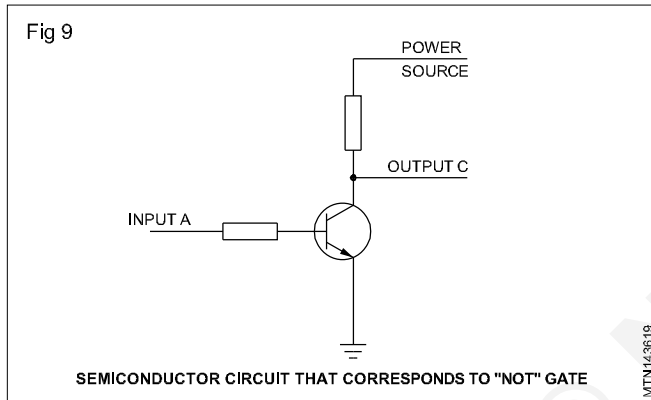 Fig 9
POWER
SOURCE
OUTPUT C
INPUT A
SEMICONDUCTOR CIRCUIT THAT CORRESPONDS TO "NOT" GATE
MTN143619